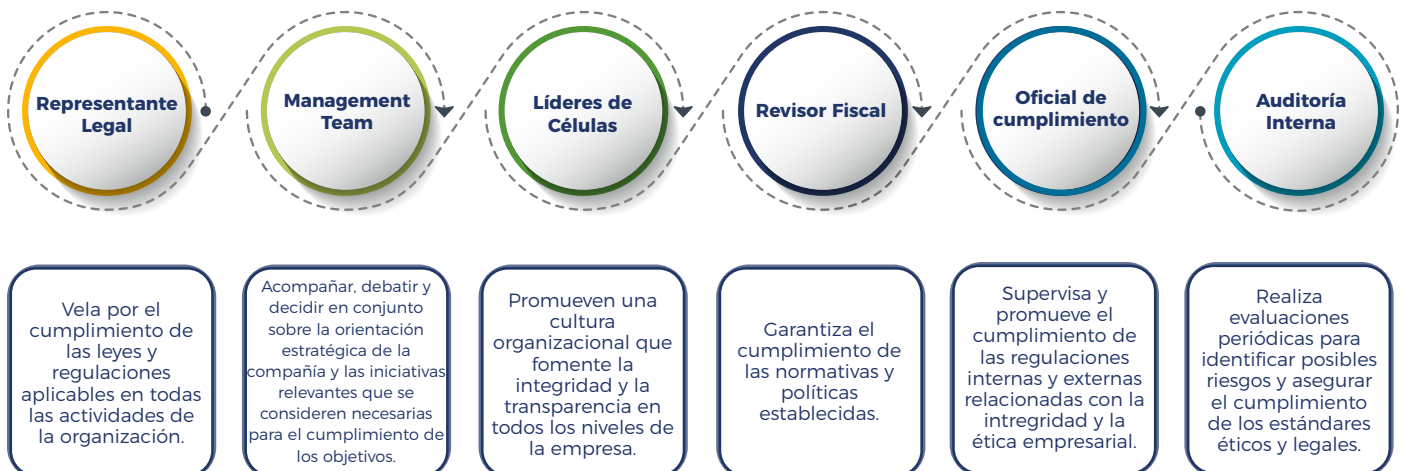 Representante
Legal
Management
Team
Líderes de
Células
Revisor Fiscal
Oficial de
cumplimiento
Auditoría
Interna
Vela por el
cumplimiento de
las leyes y
regulaciones
aplicables en todas
las actividades de
la organización.
Acompañar, debatir y
decidir en conjunto
sobre la orientación
estratégica de la
compañía y las iniciativas
relevantes que se
consideren necesarias
para el cumplimiento de
los objetivos.
Promueven una
cultura
organizacional que
fomente la
integridad y la
transparencia en
todos los niveles de
la empresa.
Garantiza el
cumplimiento de
las normativas y
políticas
establecidas.
Supervisa y
promueve el
cumplimiento de
las regulaciones
internas y externas
relacionadas con la
intregridad y la
ética empresarial.
Realiza
evaluaciones
periódicas para
identificar posibles
riesgos y asegurar
el cumplimiento
de los estándares
éticos y legales.